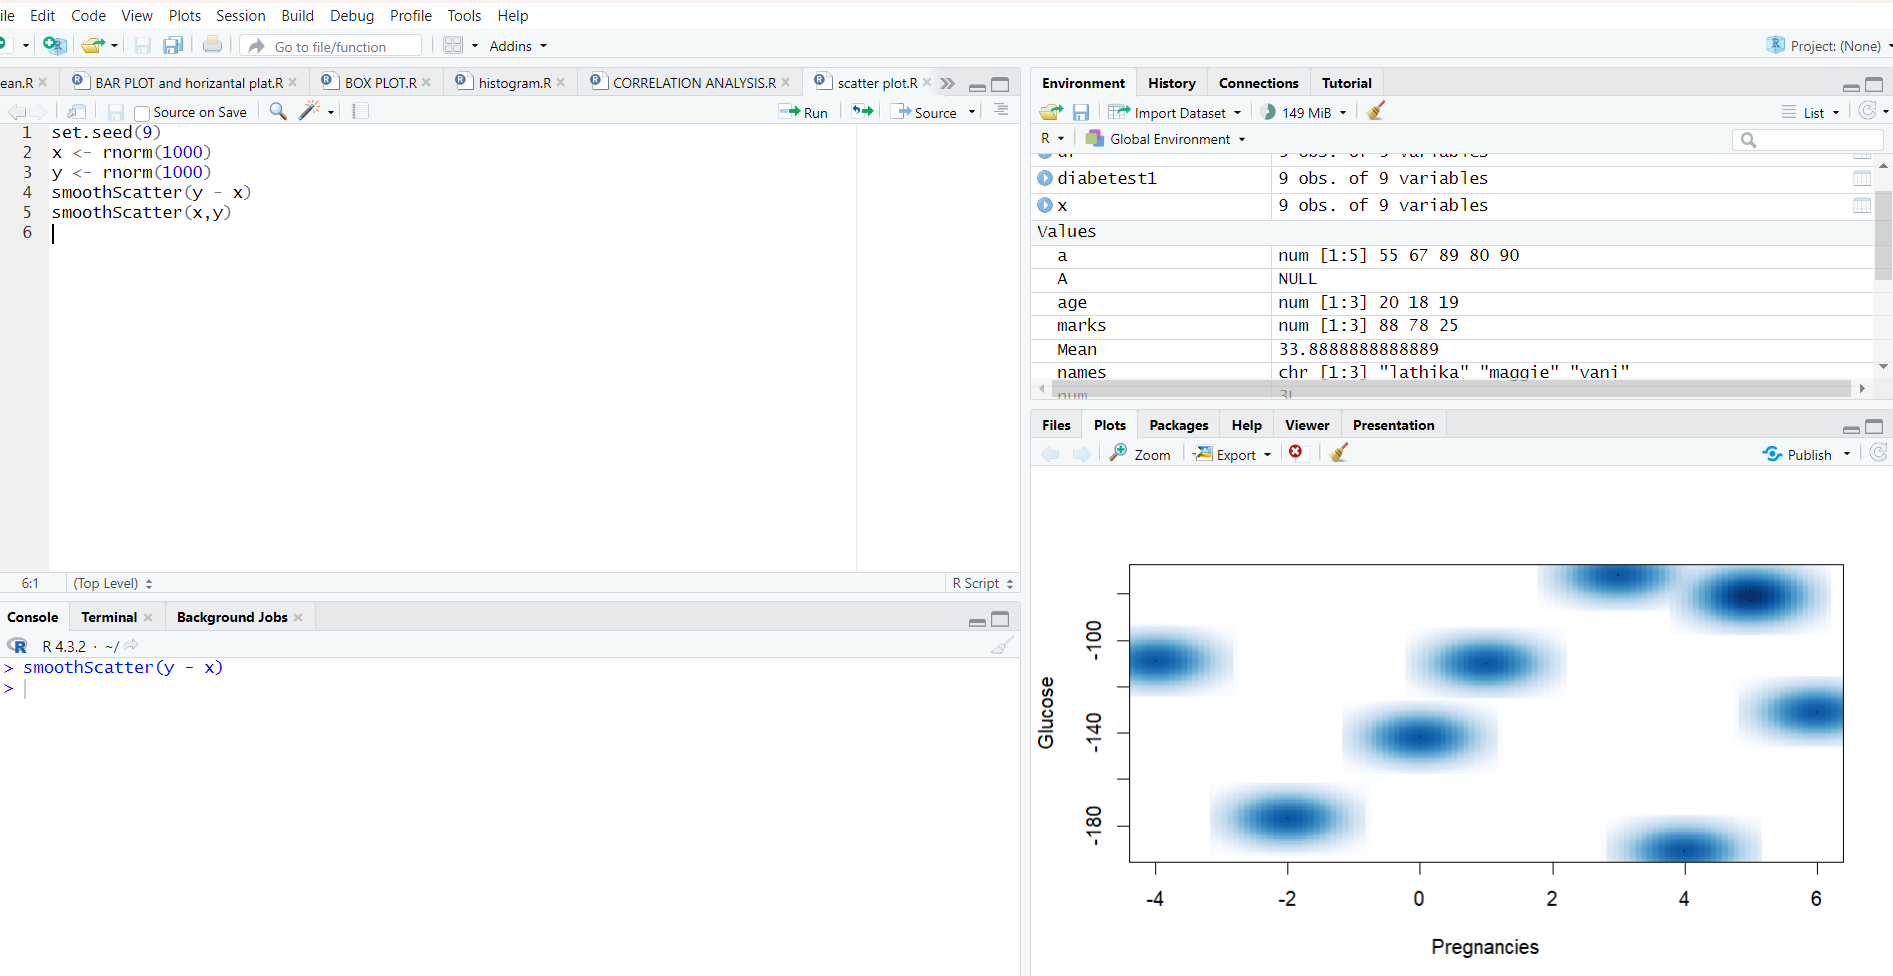 ile Edit Code View Plots Session Build Debug Profile Tools Help
Go to file/function Addins Project: (None)
ean.R BAR PLOT and horizantal plat.R BOX PLOT.R histogram.R CORRELATION ANALYSIS.R scatter plot.R
Source on Save Run Source
1 set.seed(9)
2 x <- rnorm(1000)
3 y <- rnorm(1000)
4 smoothScatter(y - x)
5 smoothScatter(x,y)
6
6:1 (Top Level) R Script
Console Terminal Background Jobs
R 4.3.2 · ~/
> smoothScatter(y - x)
>
Environment History Connections Tutorial
Import Dataset 149 MiB List
R Global Environment
diabetest1 9 obs. of 9 variables
x 9 obs. of 9 variables
Values
a num [1:5] 55 67 89 80 90
A NULL
age num [1:3] 20 18 19
marks num [1:3] 88 78 25
Mean 33.8888888888889
names chr [1:3] "lathika" "maggie" "vani"
Files Plots Packages Help Viewer Presentation
Zoom Export Publish
Glucose
-100
-140
-180
-4 -2 0 2 4 6
Pregnancies